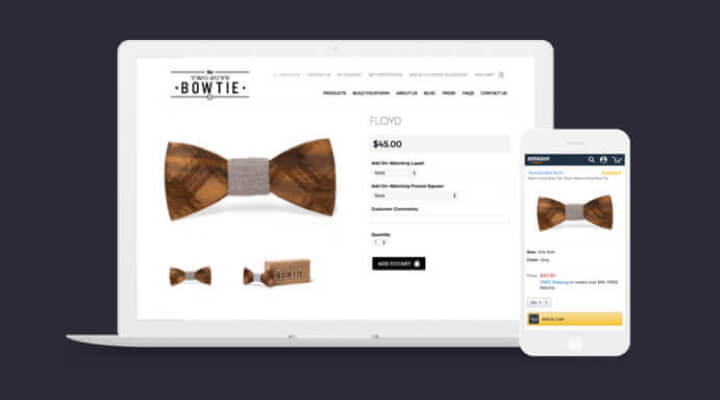 TWO GUYS
BOWTIE
PRODUCTS BUILD YOUR OWN ABOUT US BLOG PRESS FAQS CONTACT US
FLOYD
$45.00
Add On-Matching Lapel:
None
Add On-Matching Pocket Square:
None
Customer Comments:
Quantity:
1
ADD TO CART
BOWTIE
amazon
Size: One Size
Color: Gray
Price: $45.00
FREE Shipping
Qty: 1
Add to Cart